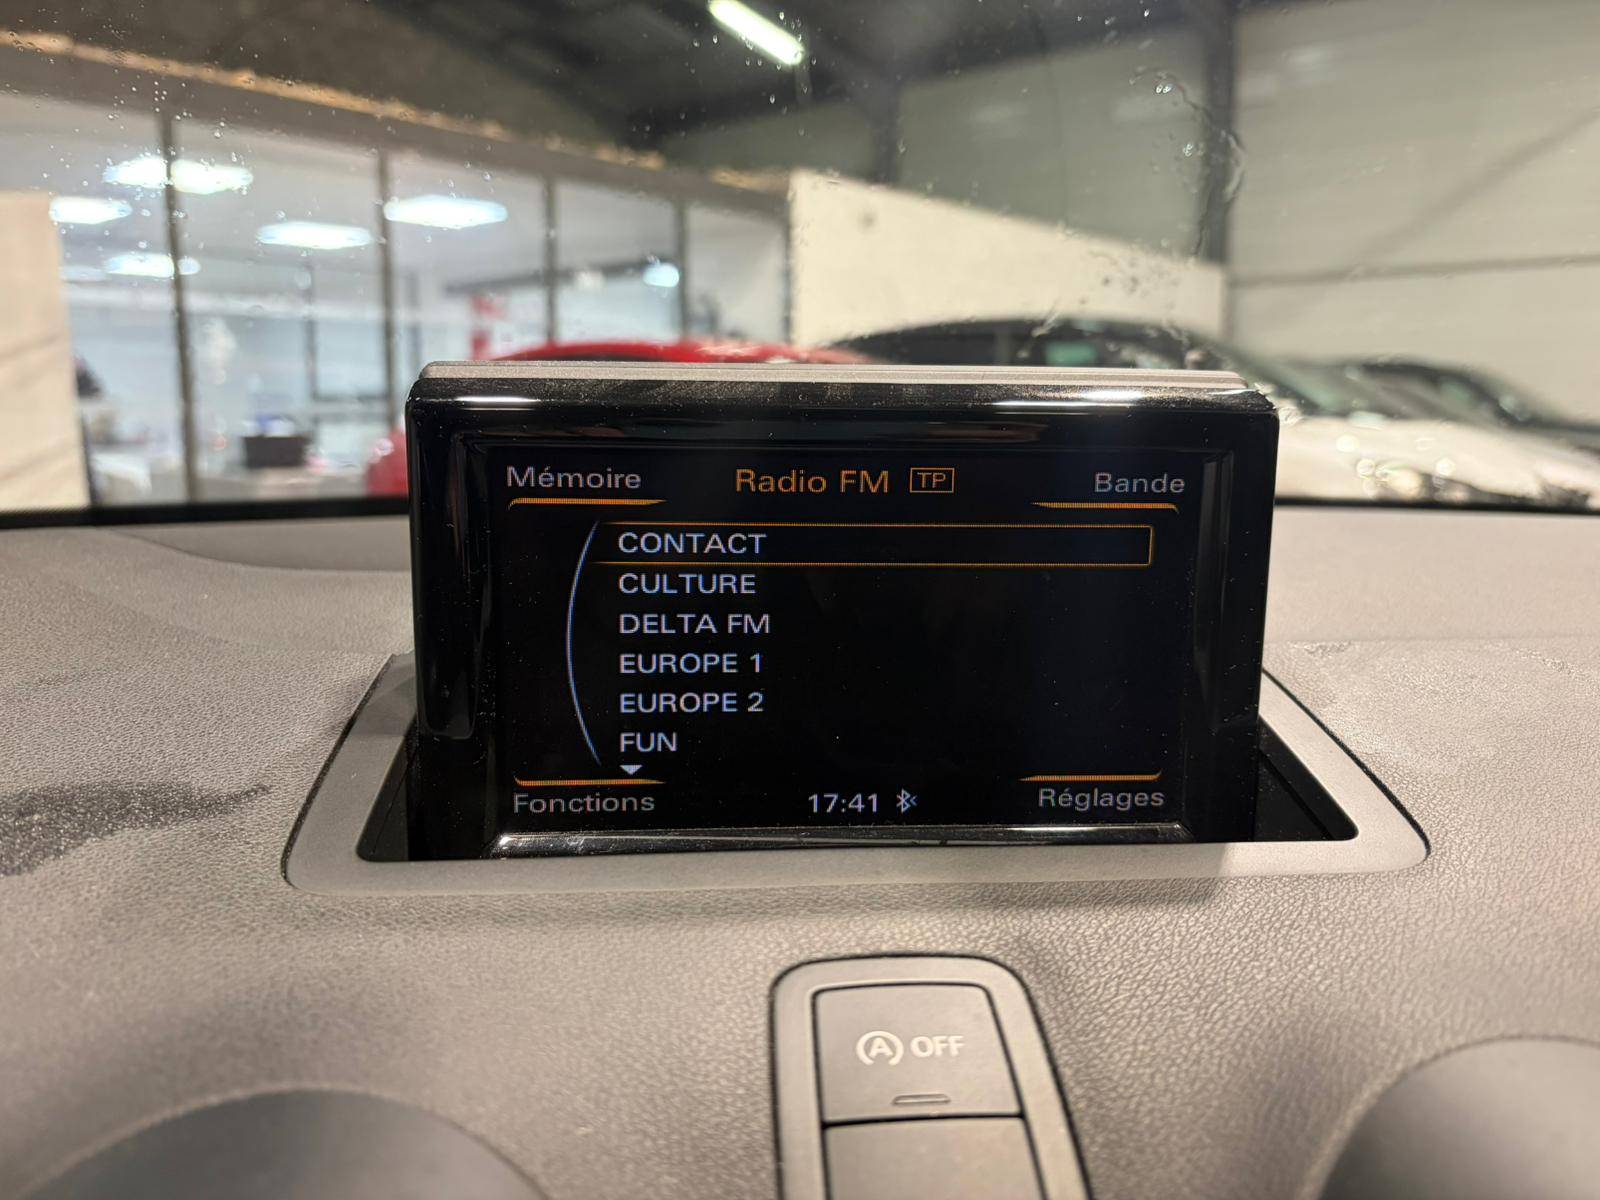 Mémoire Radio FM TP Bande
CONTACT
CULTURE
DELTA FM
EUROPE 1
EUROPE 2
FUN
Fonctions 17:41 Réglages
A OFF